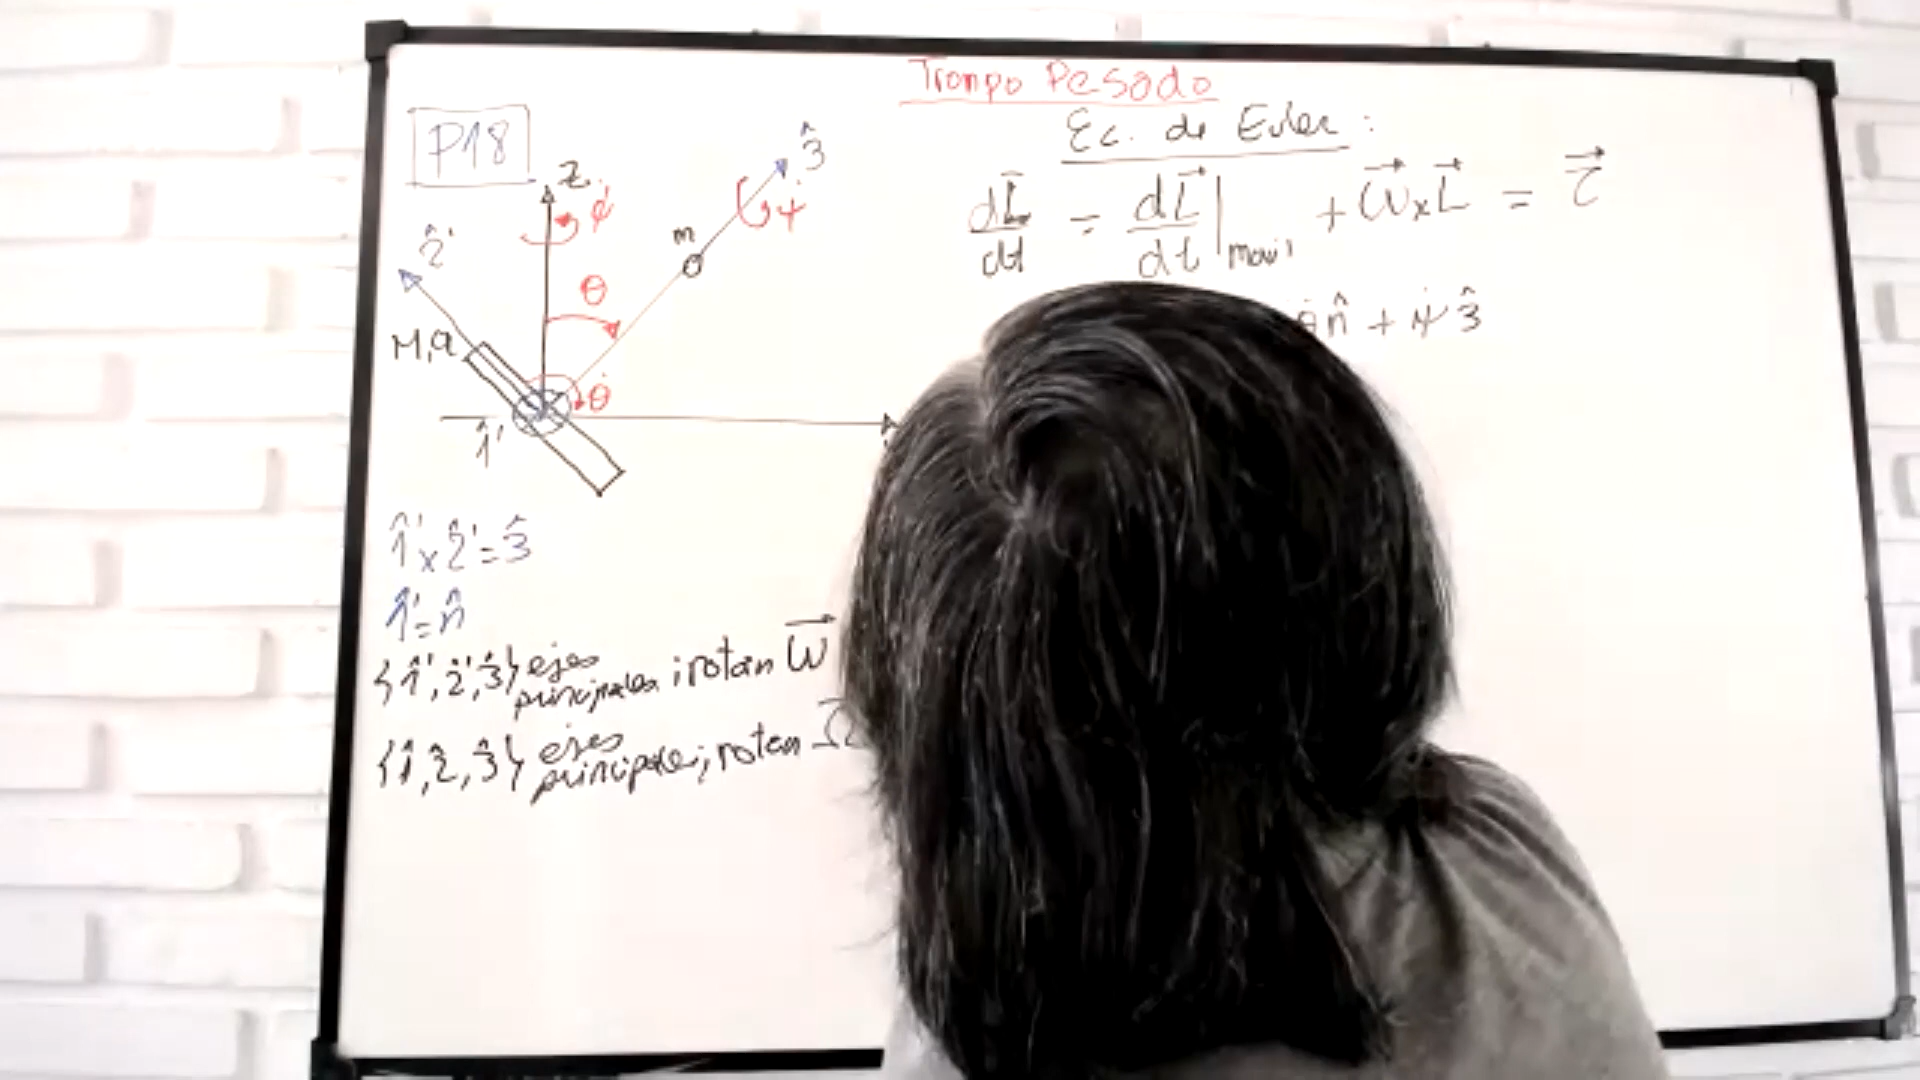 Trompo Pesado
P18
Ec. de Euler:
dL⃗/dt = dL⃗/dt|movil + ω⃗ x L⃗ = τ⃗
θ̇ n̂ + ψ̇ 3̂
z
φ̇
3̂
ψ̇
m
2̂'
θ
M,a
θ̇
1̂'
1̂' x 2̂' = 3̂
1̂' = n̂
{1̂', 2̂', 3̂} ejes principales; rotan ω⃗
{1̂, 2̂, 3̂} ejes principales; rotan Ω⃗